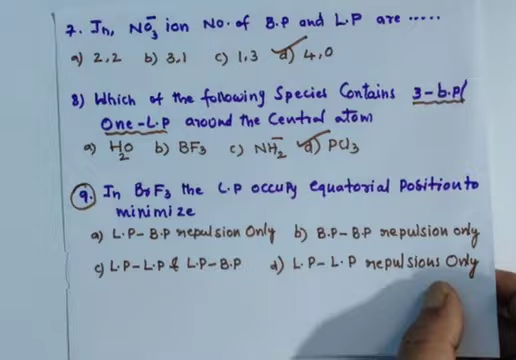 7. In, NO₃⁻ ion No. of B.P and L.P are .....
a) 2,2 b) 3,1 c) 1,3 d) 4,0
8) Which of the following Species Contains 3-b.p/
One-L.P around the Central atom
a) H₂O b) BF₃ c) NH₂⁻ d) PCl₃
9. In BrF₃ the L.P occupy equatorial Position to
minimize
a) L.P-B.P repulsion Only b) B.P-B.P repulsion only
c) L.P-L.P & L.P-B.P d) L.P-L.P repulsions Only